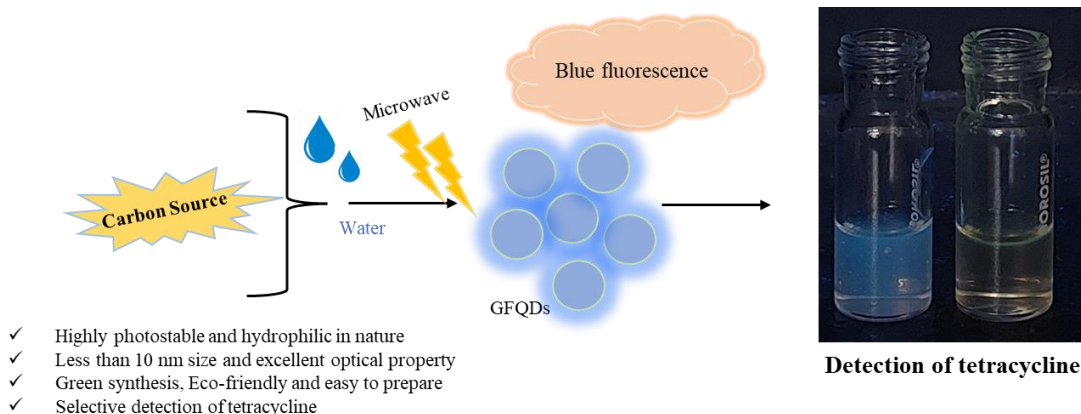 Carbon Source
Microwave
Water
Blue fluorescence
GFQDs
OROSIL®
Detection of tetracycline
✓ Highly photostable and hydrophilic in nature
✓ Less than 10 nm size and excellent optical property
✓ Green synthesis, Eco-friendly and easy to prepare
✓ Selective detection of tetracycline